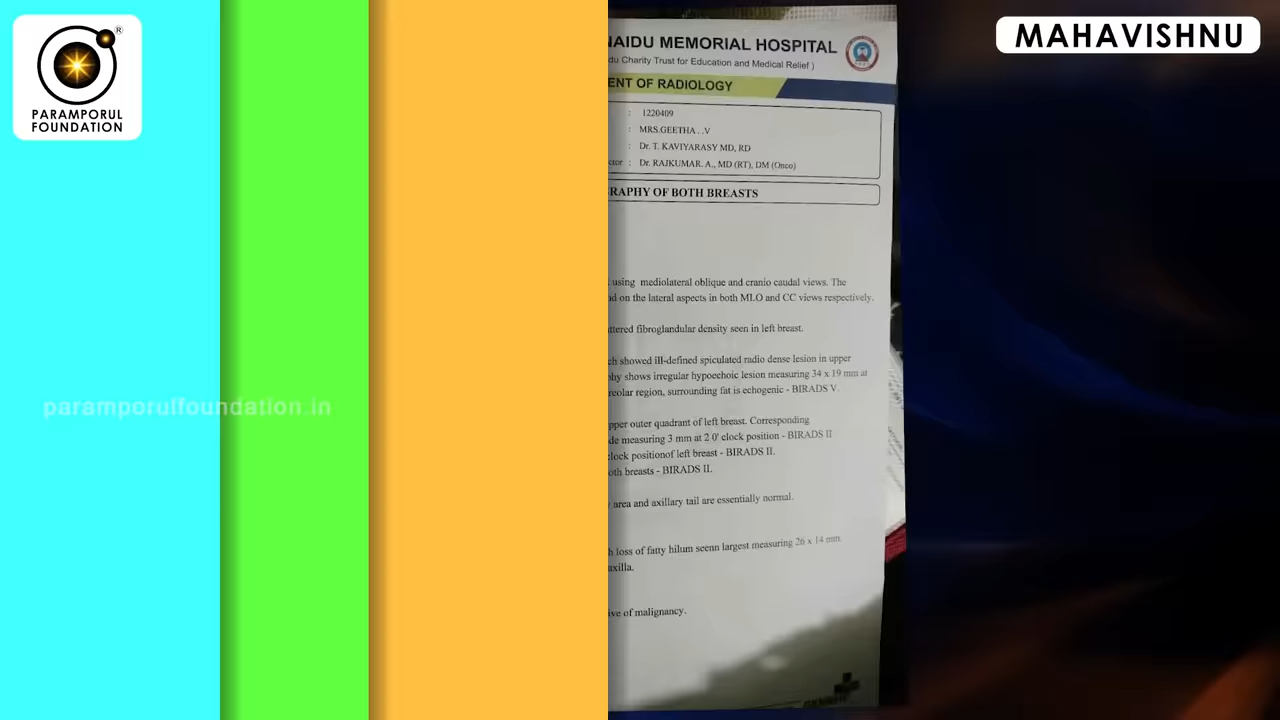 ®
PARAMPORUL
FOUNDATION
MAHAVISHNU
NAIDU MEMORIAL HOSPITAL
du Charity Trust for Education and Medical Relief )
ENT OF RADIOLOGY
: 1220409
: MRS.GEETHA . .V
: Dr. T. KAVIYARASY MD, RD
ctor : Dr. RAJKUMAR. A., MD (RT), DM (Onco)
RAPHY OF BOTH BREASTS
using mediolateral oblique and cranio caudal views. The
on the lateral aspects in both MLO and CC views respectively.
ttered fibroglandular density seen in left breast.
paramporulfoundation.in
ch showed ill-defined spiculated radio dense lesion in upper
hy shows irregular hypoechoic lesion measuring 34 x 19 mm at
reolar region, surrounding fat is echogenic - BIRADS V.
pper outer quadrant of left breast. Corresponding
de measuring 3 mm at 2 0' clock position - BIRADS II
clock positionof left breast - BIRADS II.
oth breasts - BIRADS II.
area and axillary tail are essentially normal.
h loss of fatty hilum seenn largest measuring 26 x 14 mm.
axilla.
ive of malignancy.